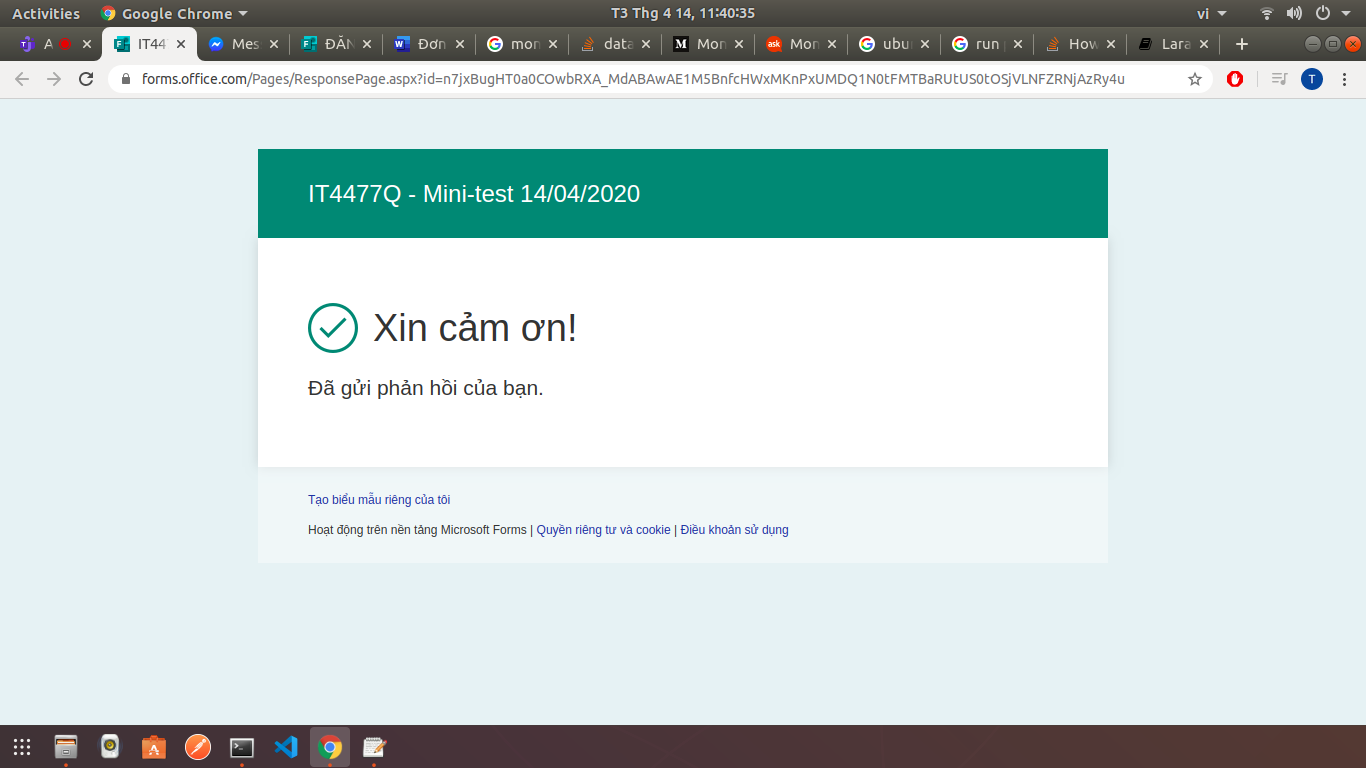 Activities
Google Chrome
T3 Thg 4 14, 11:40:35
vi
A
IT44
Mes
ĐĂN
Đơn
mon
data
Mon
Mon
ubun
run p
How
Lara
forms.office.com/Pages/ResponsePage.aspx?id=n7jxBugHT0a0COwbRXA_MdABAwAE1M5BnfcHWxMKnPxUMDQ1N0tFMTBaRUtUS0tOSjVLNFZRNjAzRy4u
T
IT4477Q - Mini-test 14/04/2020
Xin cảm ơn!
Đã gửi phản hồi của bạn.
Tạo biểu mẫu riêng của tôi
Hoạt động trên nền tảng Microsoft Forms | Quyền riêng tư và cookie | Điều khoản sử dụng